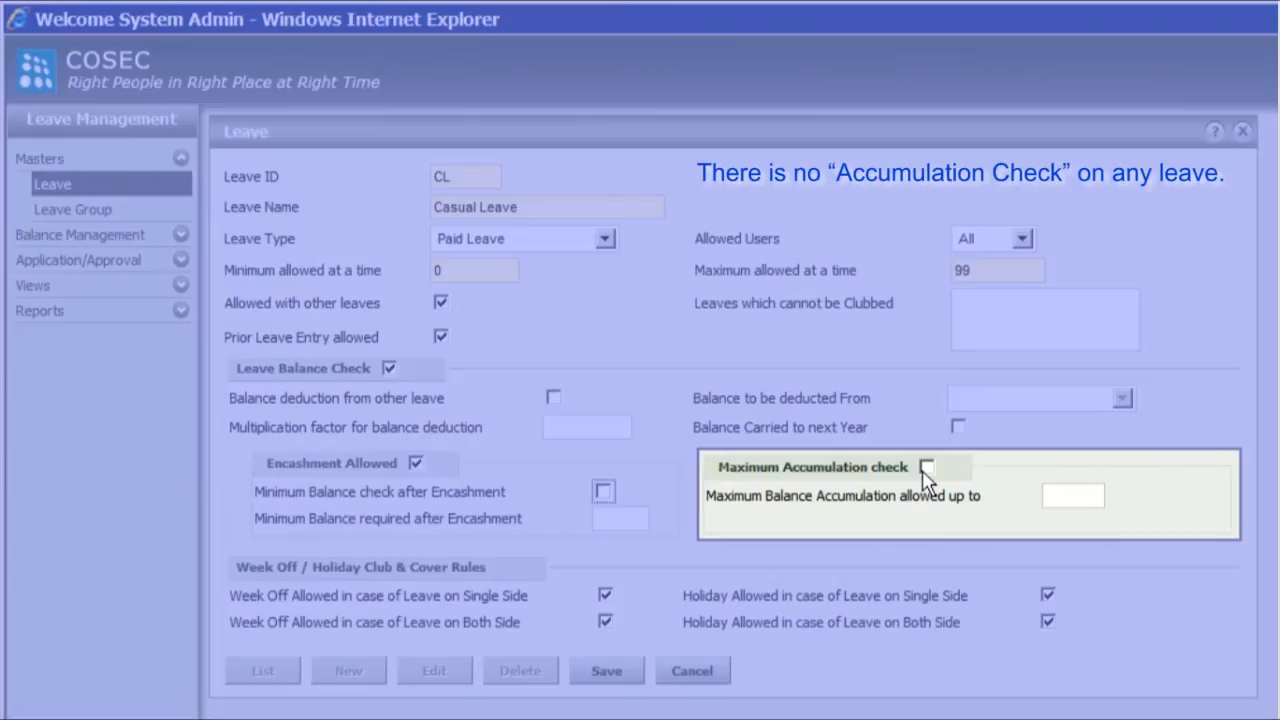 Welcome System Admin - Windows Internet Explorer
COSEC
Right People in Right Place at Right Time
Leave Management
Masters
Leave
Leave Group
Balance Management
Application/Approval
Views
Reports
Leave
?
There is no “Accumulation Check” on any leave.
Leave ID CL
Leave Name Casual Leave
Leave Type Paid Leave Allowed Users All
Minimum allowed at a time 0 Maximum allowed at a time 99
Allowed with other leaves Leaves which cannot be Clubbed
Prior Leave Entry allowed
Leave Balance Check
Balance deduction from other leave Balance to be deducted From
Multiplication factor for balance deduction Balance Carried to next Year
Encashment Allowed Maximum Accumulation check
Minimum Balance check after Encashment Maximum Balance Accumulation allowed up to
Minimum Balance required after Encashment
Week Off / Holiday Club & Cover Rules
Week Off Allowed in case of Leave on Single Side Holiday Allowed in case of Leave on Single Side
Week Off Allowed in case of Leave on Both Side Holiday Allowed in case of Leave on Both Side
List New Edit Delete Save Cancel